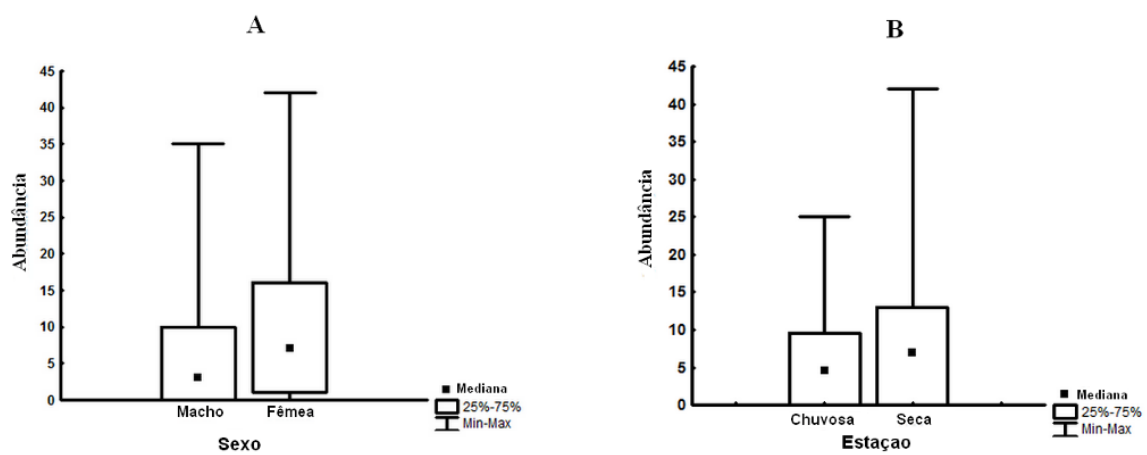 A
45
40
35
30
25
20
15
10
5
0
Abundância
Macho Fêmea
Sexo
Mediana
25%-75%
Min-Max
B
45
40
35
30
25
20
15
10
5
0
Abundância
Chuvosa Seca
Estaçao
Mediana
25%-75%
Min-Max